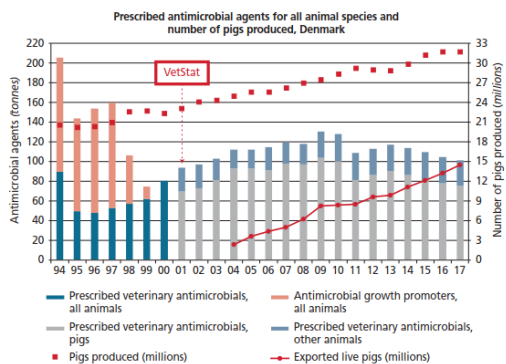 Prescribed antimicrobial agents for all animal species and
number of pigs produced, Denmark
Antimicrobial agents (tonnes)
220
200
180
160
140
120
100
80
60
40
20
0
VetStat
33
30
27
24
21
18
15
12
9
6
3
0
Number of pigs produced (millions)
94 95 96 97 98 99 00 01 02 03 04 05 06 07 08 09 10 11 12 13 14 15 16 17
Prescribed veterinary antimicrobials,
all animals
Antimicrobial growth promoters,
all animals
Prescribed veterinary antimicrobials,
pigs
Prescribed veterinary antimicrobials,
other animals
Pigs produced (millions)
Exported live pigs (millions)